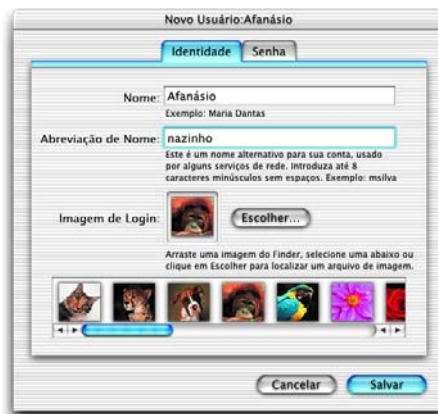 Novo Usuário:Afanásio
Identidade Senha
Nome: Afanásio
Exemplo: Maria Dantas
Abreviação de Nome: nazinho
Este é um nome alternativo para sua conta, usado
por alguns serviços de rede. Introduza até 8
caracteres minúsculos sem espaços. Exemplo: msilva
Imagem de Login: Escolher...
Arraste uma imagem do Finder, selecione uma abaixo ou
clique em Escolher para localizar um arquivo de imagem.
Cancelar Salvar